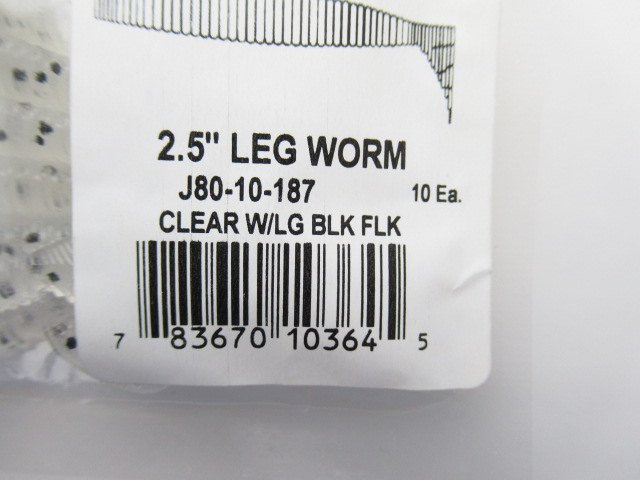 2.5" LEG WORM
J80-10-187 10 Ea.
CLEAR W/LG BLK FLK
7 83670 10364 5